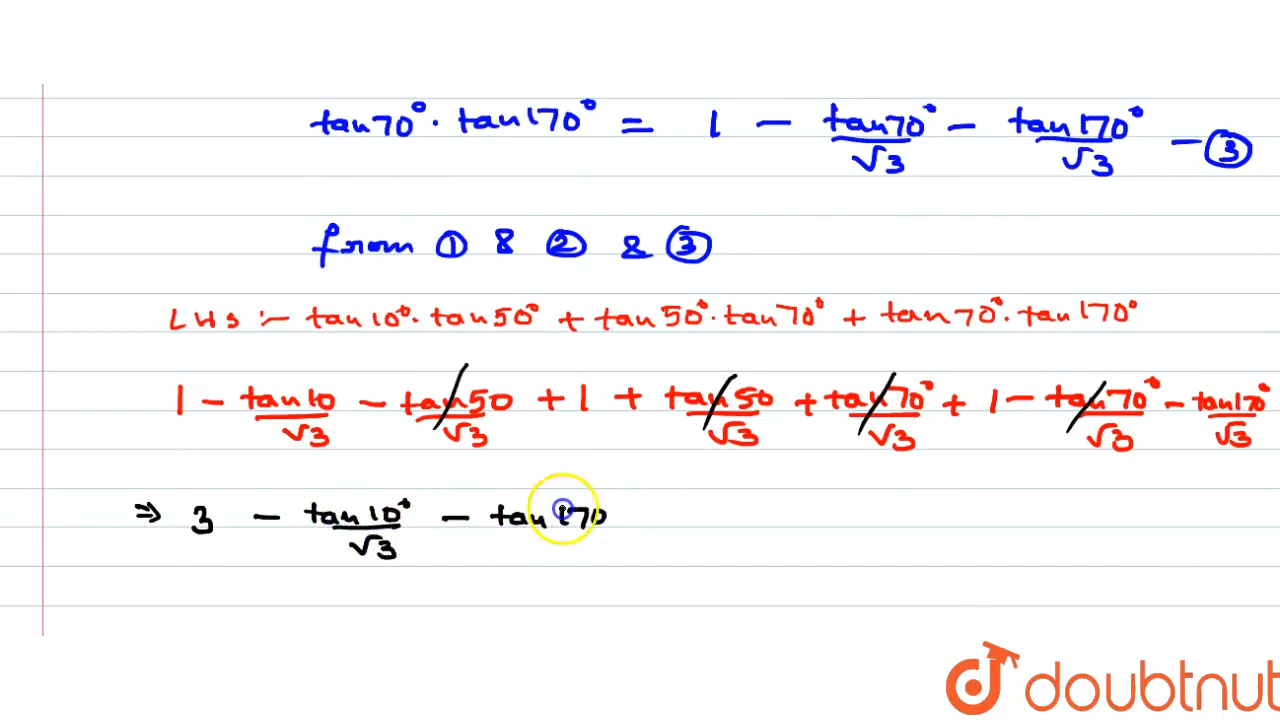 tan70°·tan170° = 1 - tan70°/√3 - tan170°/√3 - ③
from ① & ② & ③
LHS :- tan10°·tan50° + tan50°·tan70° + tan70°·tan170°
1 - tan10/√3 - tan50/√3 + 1 + tan50/√3 + tan70°/√3 + 1 - tan70°/√3 - tan170°/√3
⇒ 3 - tan10°/√3 - tan170
doubtnut